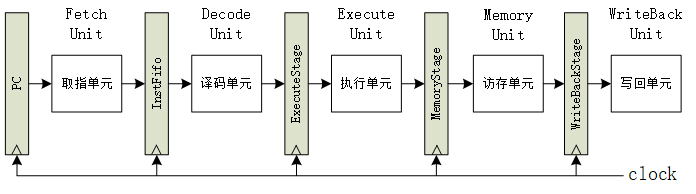 Fetch
Unit
Decode
Unit
Execute
Unit
Memory
Unit
WriteBack
Unit
PC
取指单元
InstFifo
译码单元
ExecuteStage
执行单元
MemoryStage
访存单元
WriteBackStage
写回单元
clock